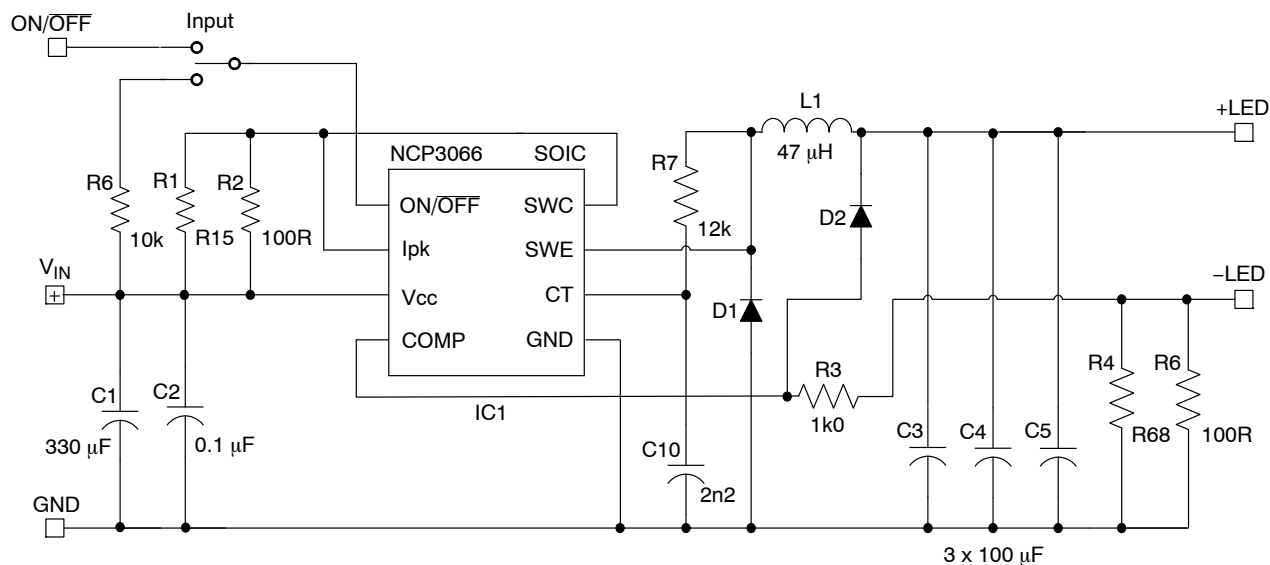 ON/OFF
Input
L1
+LED
47 μH
NCP3066 SOIC
R7
12k
R6
10k
R1
R15
R2
100R
ON/OFF
SWC
D2
Ipk
SWE
VIN
Vcc
CT
D1
−LED
COMP
GND
R3
1k0
R4
R68
R6
100R
C1
330 μF
C2
0.1 μF
IC1
C10
2n2
C3
C4
C5
GND
3 x 100 μF